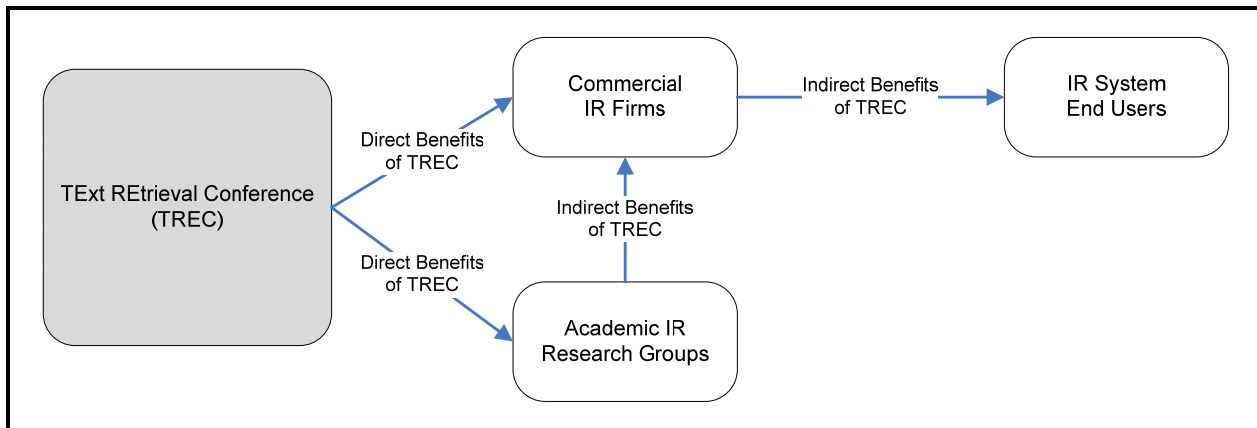 TExt REtrieval Conference
(TREC)
Direct Benefits
of TREC
Direct Benefits
of TREC
Commercial
IR Firms
Indirect Benefits
of TREC
Academic IR
Research Groups
Indirect Benefits
of TREC
IR System
End Users